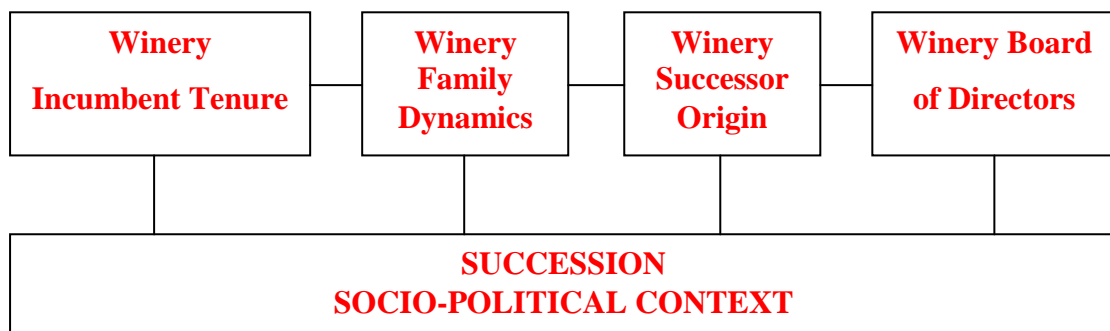 Winery
Incumbent Tenure
Winery
Family
Dynamics
Winery
Successor
Origin
Winery Board
of Directors
SUCCESSION
SOCIO-POLITICAL CONTEXT